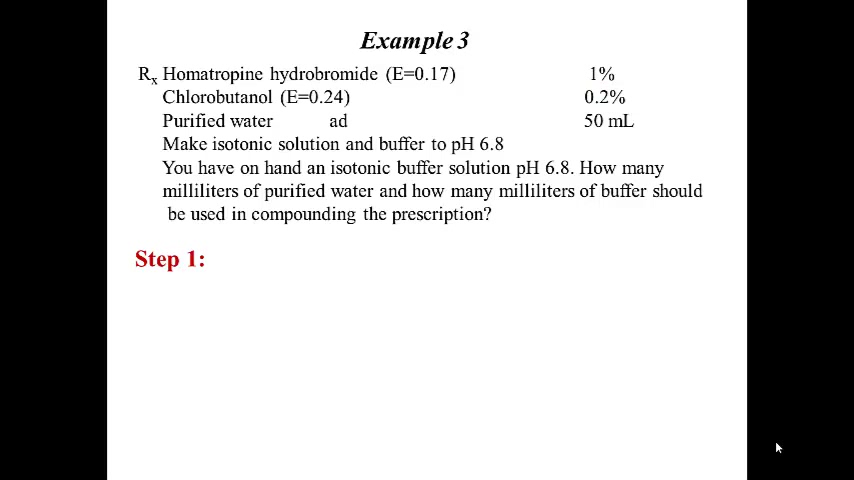 Example 3
Rx Homatropine hydrobromide (E=0.17) 1%
Chlorobutanol (E=0.24) 0.2%
Purified water ad 50 mL
Make isotonic solution and buffer to pH 6.8
You have on hand an isotonic buffer solution pH 6.8. How many
milliliters of purified water and how many milliliters of buffer should
be used in compounding the prescription?
Step 1: